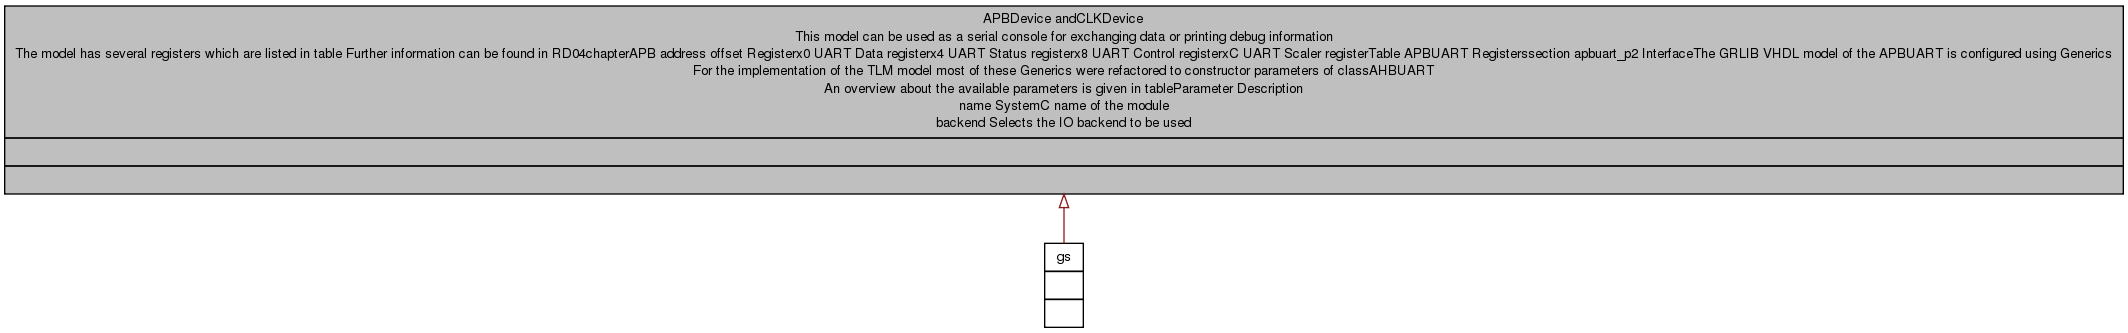 APBDevice andCLKDevice
This model can be used as a serial console for exchanging data or printing debug information
The model has several registers which are listed in table Further information can be found in RD04chapterAPB address offset Registerx0 UART Data registerx4 UART Status registerx8 UART Control registerxC UART Scaler registerTable APBUART Registerssection apbuart_p2 InterfaceThe GRLIB VHDL model of the APBUART is configured using Generics
For the implementation of the TLM model most of these Generics were refactored to constructor parameters of classAHBUART
An overview about the available parameters is given in tableParameter Description
name SystemC name of the module
backend Selects the IO backend to be used
gs